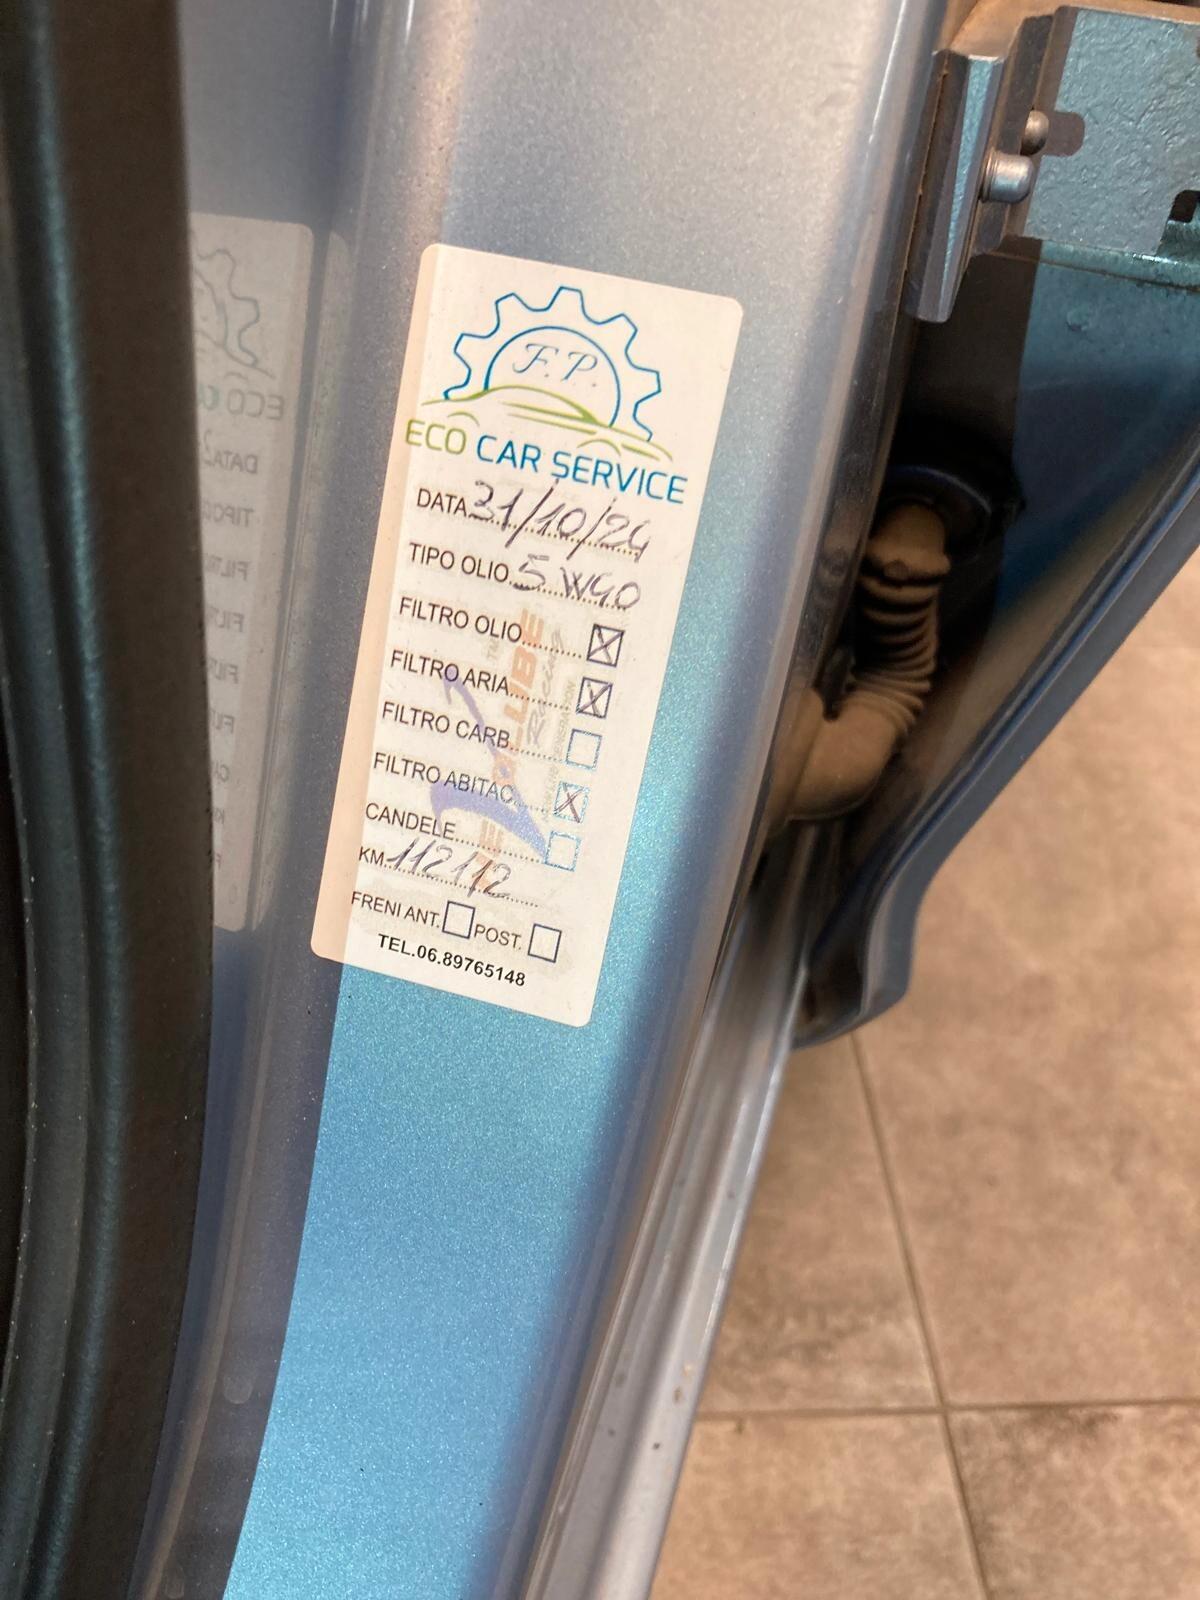 F.P.
ECO CAR SERVICE
DATA 31/10/24
TIPO OLIO 5W40
FILTRO OLIO
FILTRO ARIA
FILTRO CARB.
FILTRO ABITAC.
CANDELE
KM 112112
FRENI ANT. POST.
TEL.06.89765148